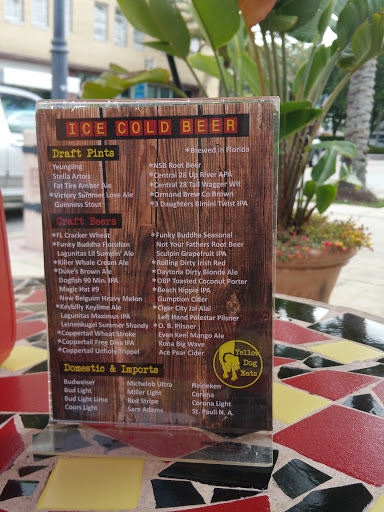 ICE COLD BEER
Draft Pints
*Brewed in Florida
Yeungling
Stella Artois
Fat Tire Amber Ale
*Victory Summer Love Ale
Guinness Stout
*NSB Root Beer
*Central 28 Up River APA
*Central 28 Tail Wagger Wit
*Ormond Brew Co Brown
*3 Daughters Bimini Twist IPA
Craft Beers
*FL Cracker Wheat
*Funky Buddha Floridian
Lagunitas Lil Sumpin' Ale
*Killer Whale Cream Ale
*Duke's Brown Ale
Dogfish 90 Min. IPA
Magic Hat #9
New Belguim Heavy Melon
*Kelybilly Keylime Ale
Lagunitas Maximus IPA
Leinenkugel Summer Shandy
*Coppertail Wheat Stroke
*Coppertail Free Dive IPA
*Coppertail Unholy Trippel
*Funky Buddha Seasonal
Not Your Fathers Root Beer
Sculpin Grapefruit IPA
*Rolling Dirty Irish Red
*Daytona Dirty Blonde Ale
*OBP Toasted Coconut Porter
*Beach Hippie IPA
Gumption Cider
*Cigar City Jai Alai
Left Hand Polestar Pilsner
*O. B. Pilsner
Even Keel Mango Ale
Kona Big Wave
Ace Pear Cider
Yellow
Dog
Eats
Domestic & Imports
Budweiser
Bud Light
Bud Light Lime
Coors Light
Michelob Ultra
Miller Light
Red Stripe
Sam Adams
Heineken
Corona
Corona Light
St. Pauli N. A.